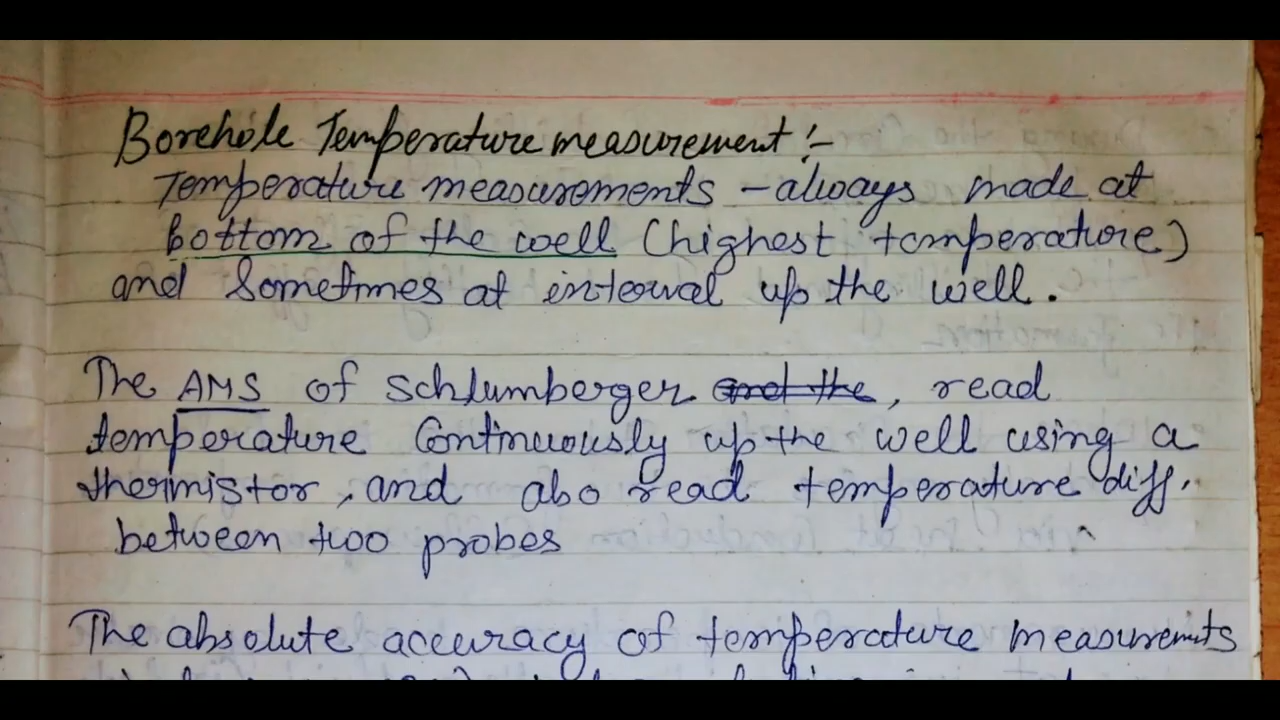 Borehole Temperature measurement :-
Temperature measurements - always made at
bottom of the well (highest temperature)
and Sometimes at interval up the well.
The AMS of Schlumberger and the, read
temperature Continuously up the well using a
thermistor, and also read temperature diff.
between two probes
The absolute accuracy of temperature measurements